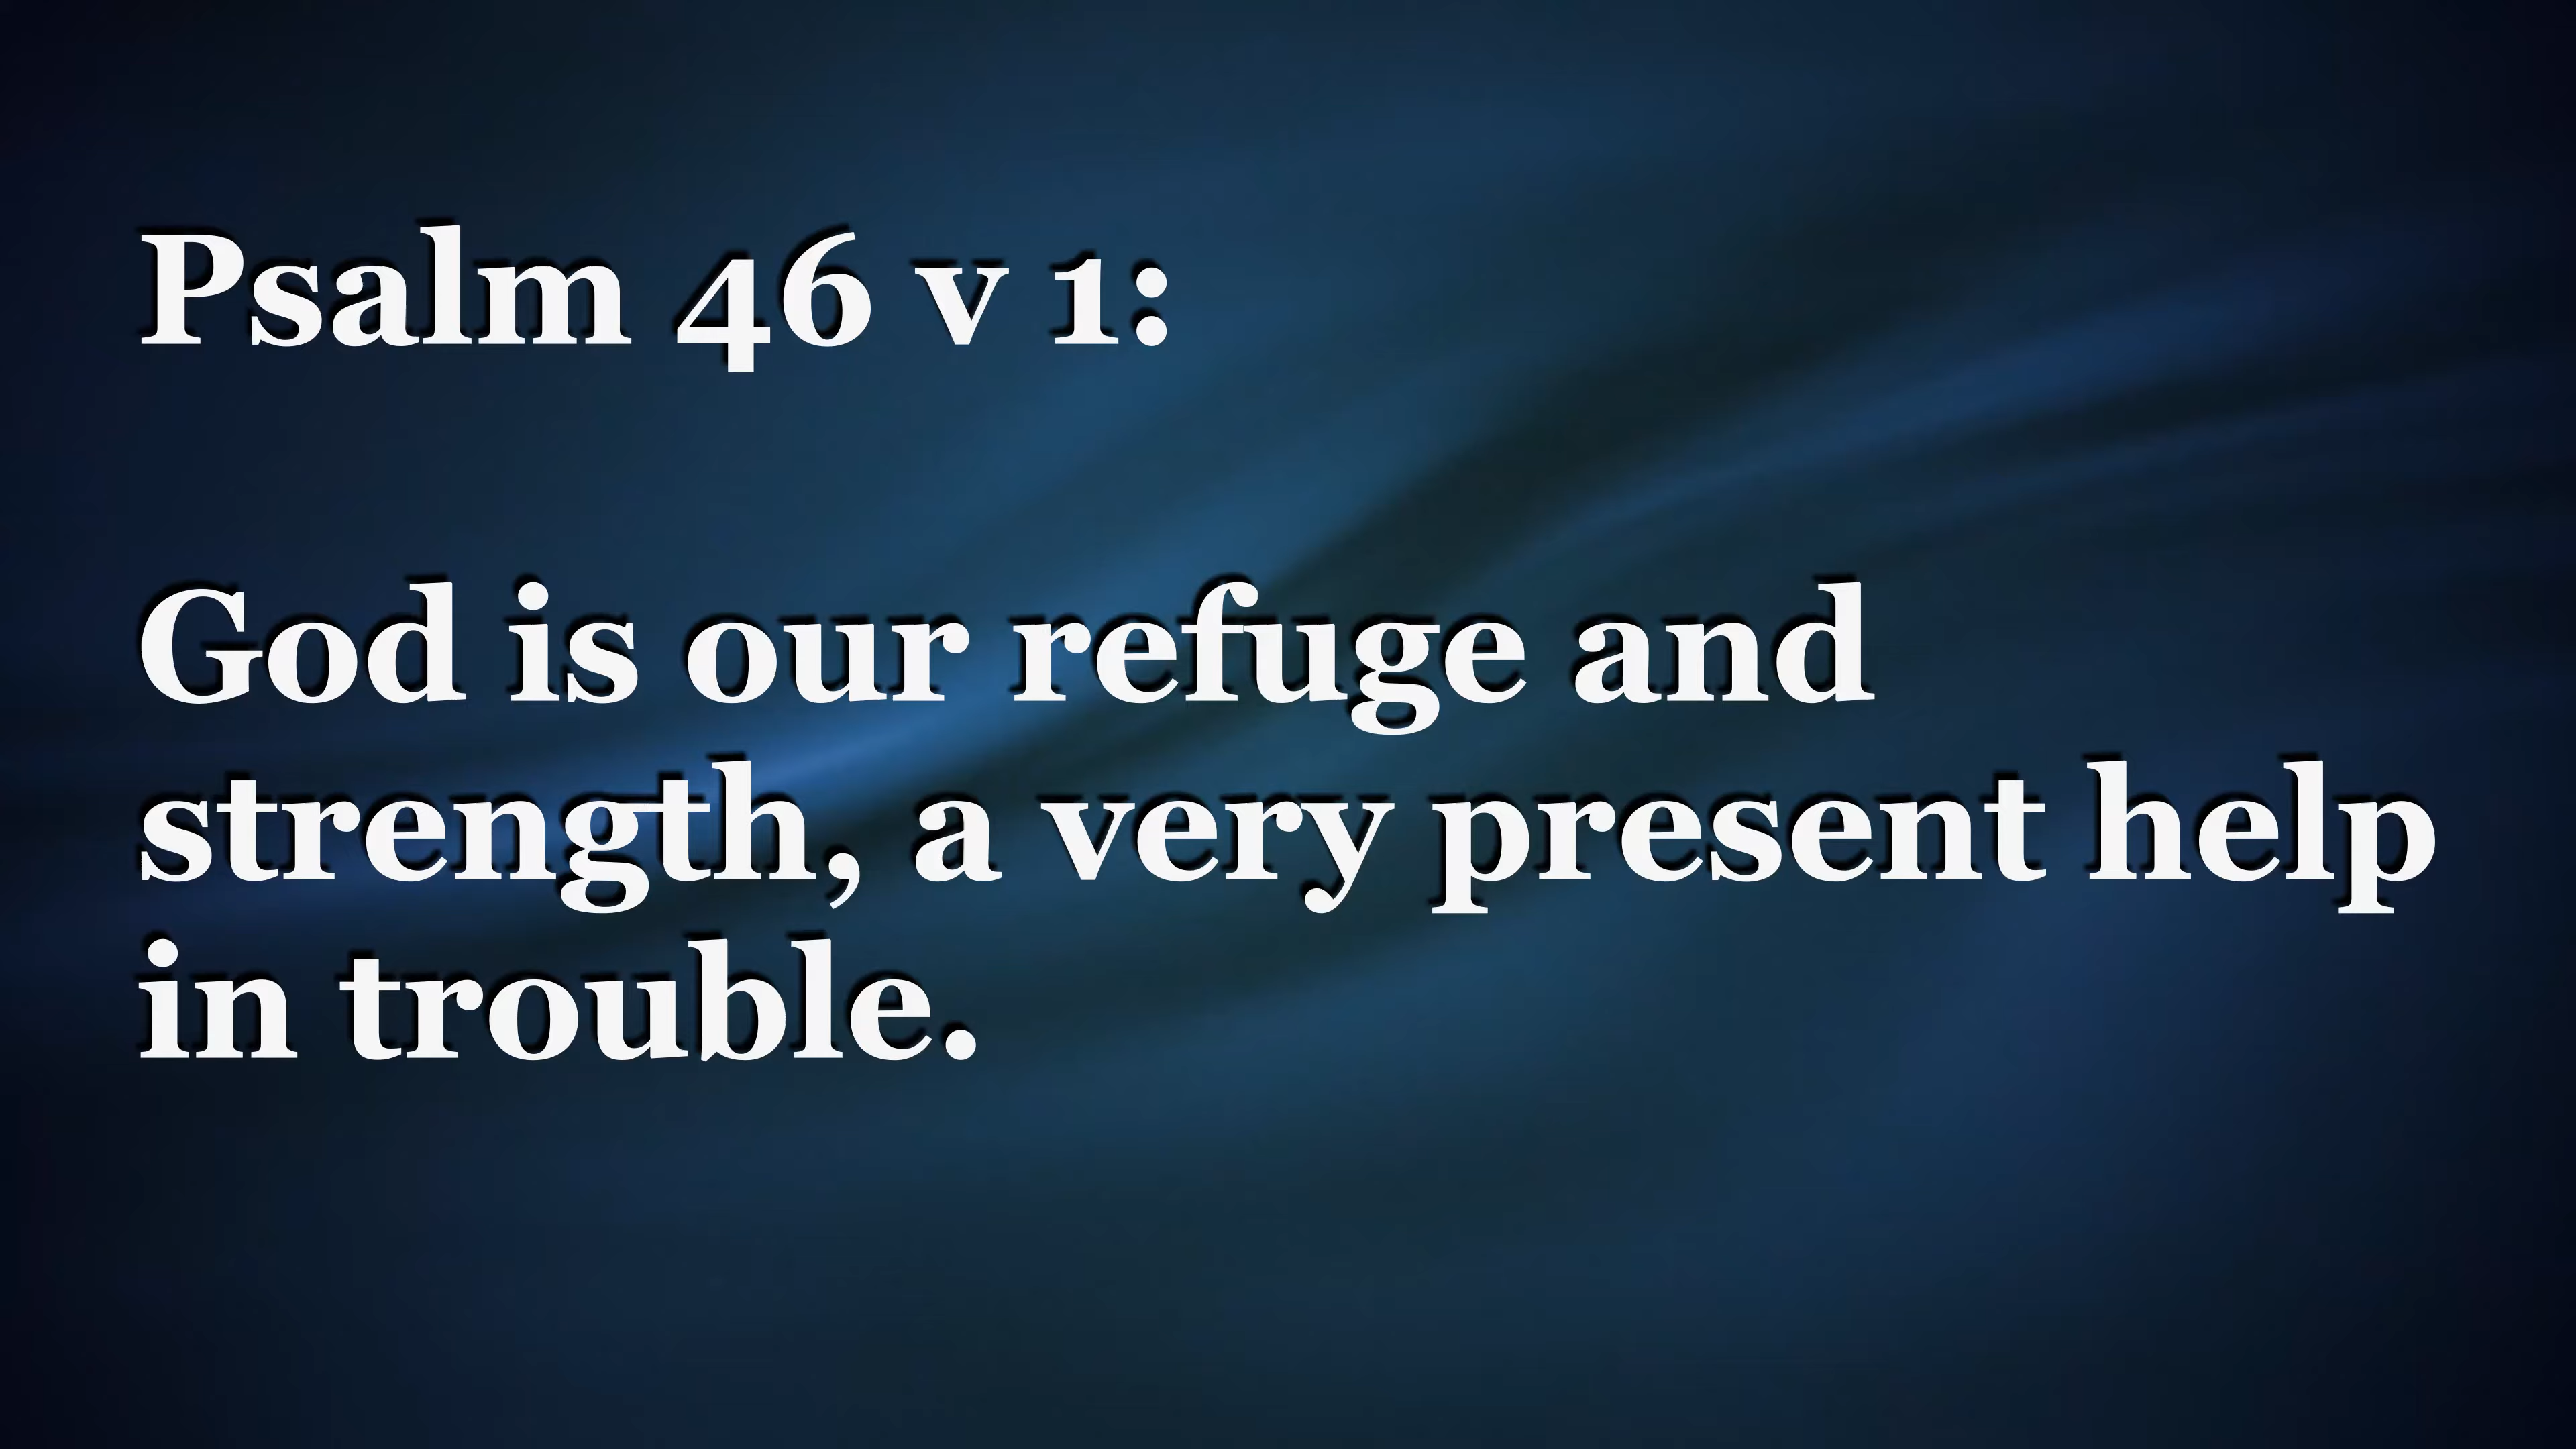 Psalm 46 v 1:
God is our refuge and
strength, a very present help
in trouble.